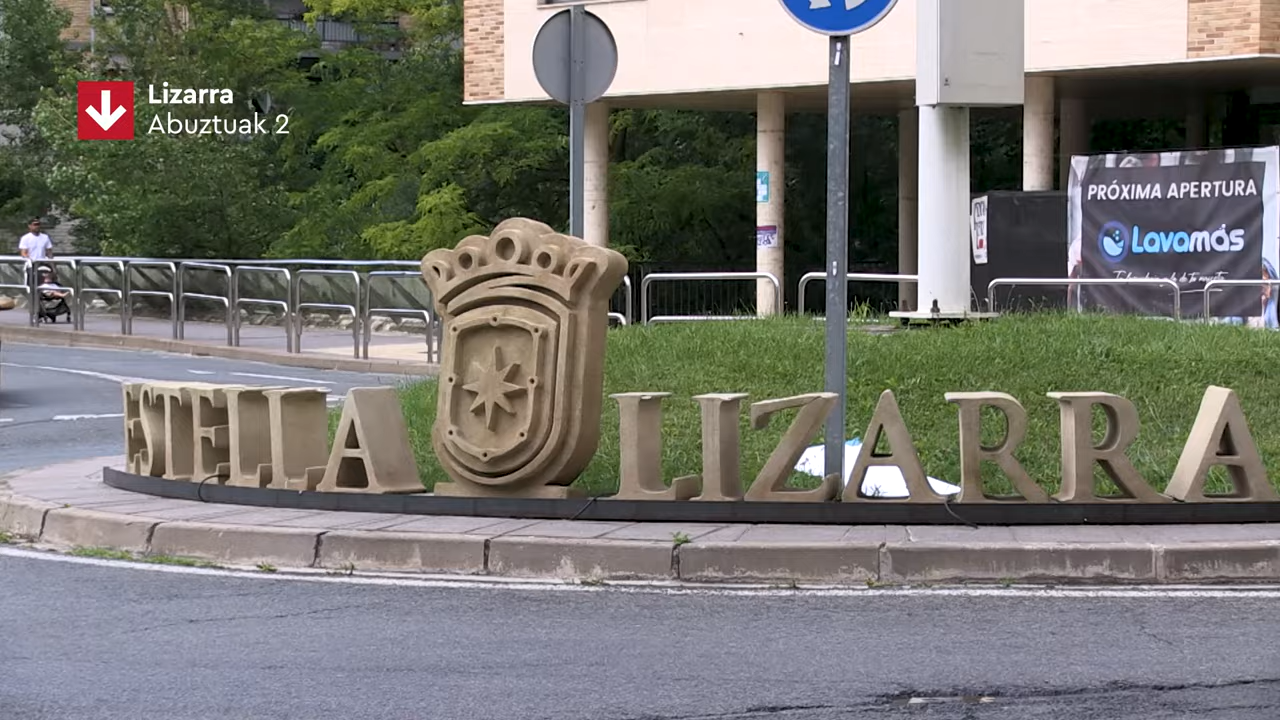 Lizarra
Abuztuak 2
PRÓXIMA APERTURA
Lavamás
ESTELLA LIZARRA